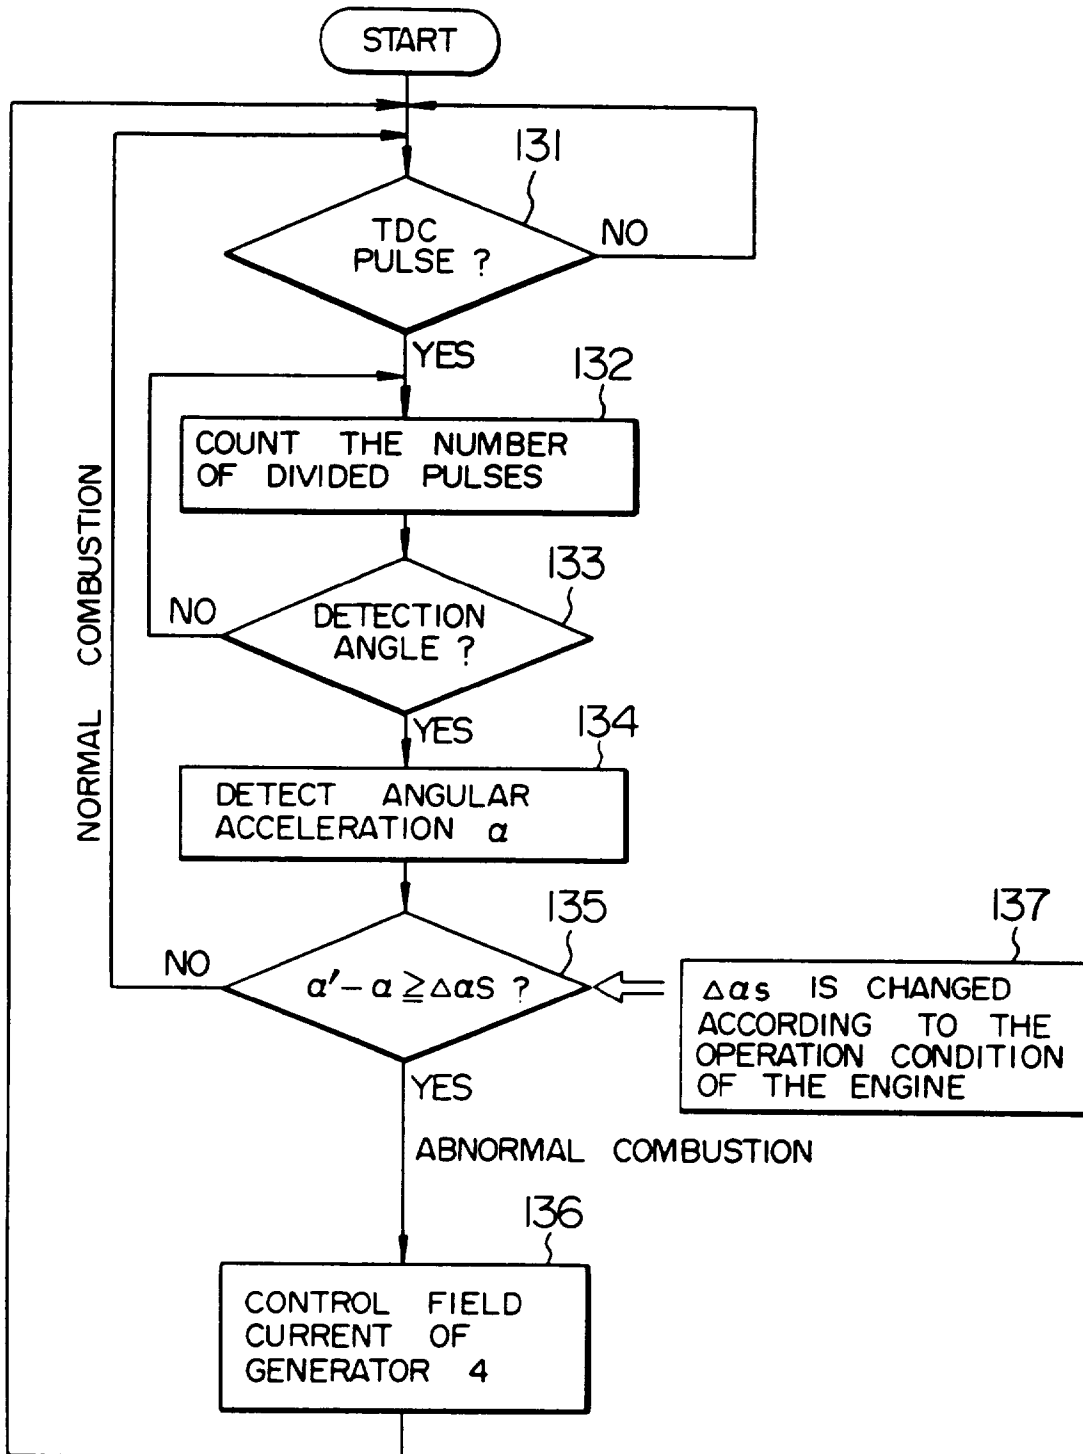 START
131
TDC
PULSE ?
NO
YES
132
COUNT THE NUMBER
OF DIVIDED PULSES
133
NO
DETECTION
ANGLE ?
YES
134
DETECT ANGULAR
ACCELERATION α
NORMAL COMBUSTION
135
NO
α' - α ≧ ΔαS ?
137
Δαs IS CHANGED
ACCORDING TO THE
OPERATION CONDITION
OF THE ENGINE
YES
ABNORMAL COMBUSTION
136
CONTROL FIELD
CURRENT OF
GENERATOR 4